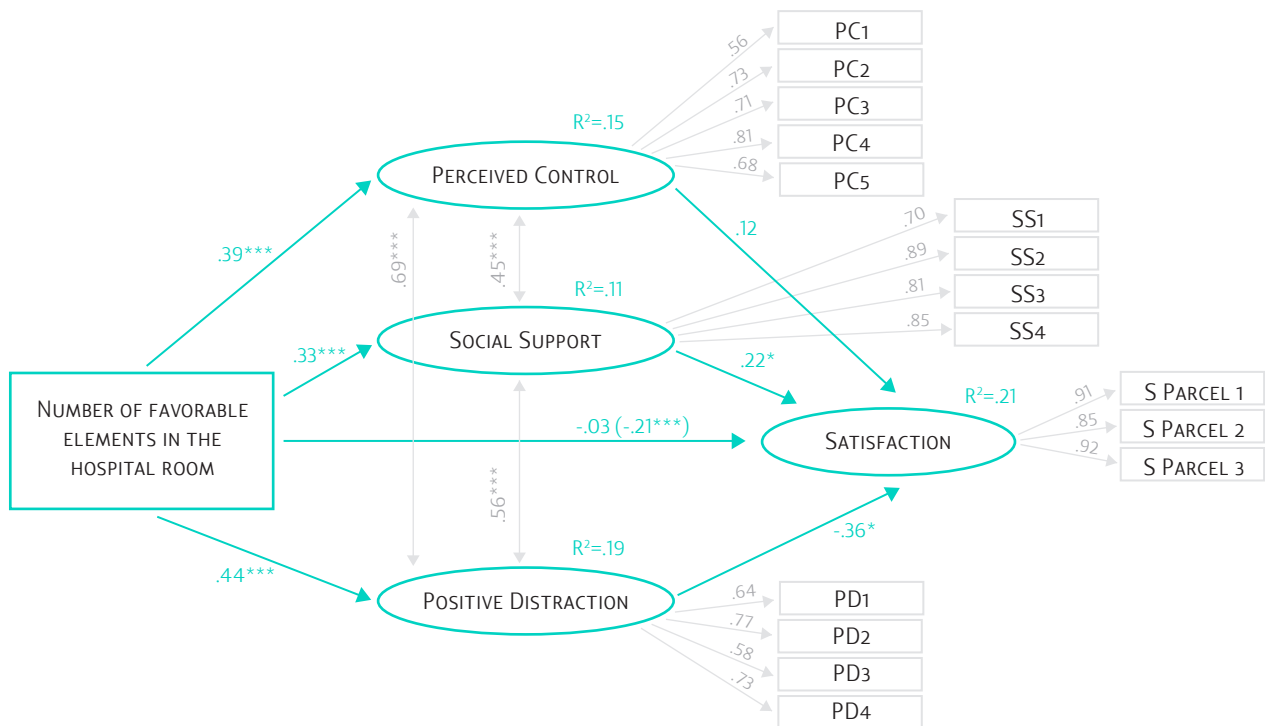 PC1
PC2
PC3
PC4
PC5
.56
.73
.71
.81
.68
R²=.15
PERCEIVED CONTROL
.39***
.69***
.45***
.12
SS1
SS2
SS3
SS4
.70
.89
.81
.85
R²=.11
SOCIAL SUPPORT
.33***
.22*
NUMBER OF FAVORABLE
ELEMENTS IN THE
HOSPITAL ROOM
-.03 (-.21***)
R²=.21
SATISFACTION
.91
.85
.92
S PARCEL 1
S PARCEL 2
S PARCEL 3
.56***
-.36*
.44***
R²=.19
POSITIVE DISTRACTION
.64
.77
.58
.73
PD1
PD2
PD3
PD4